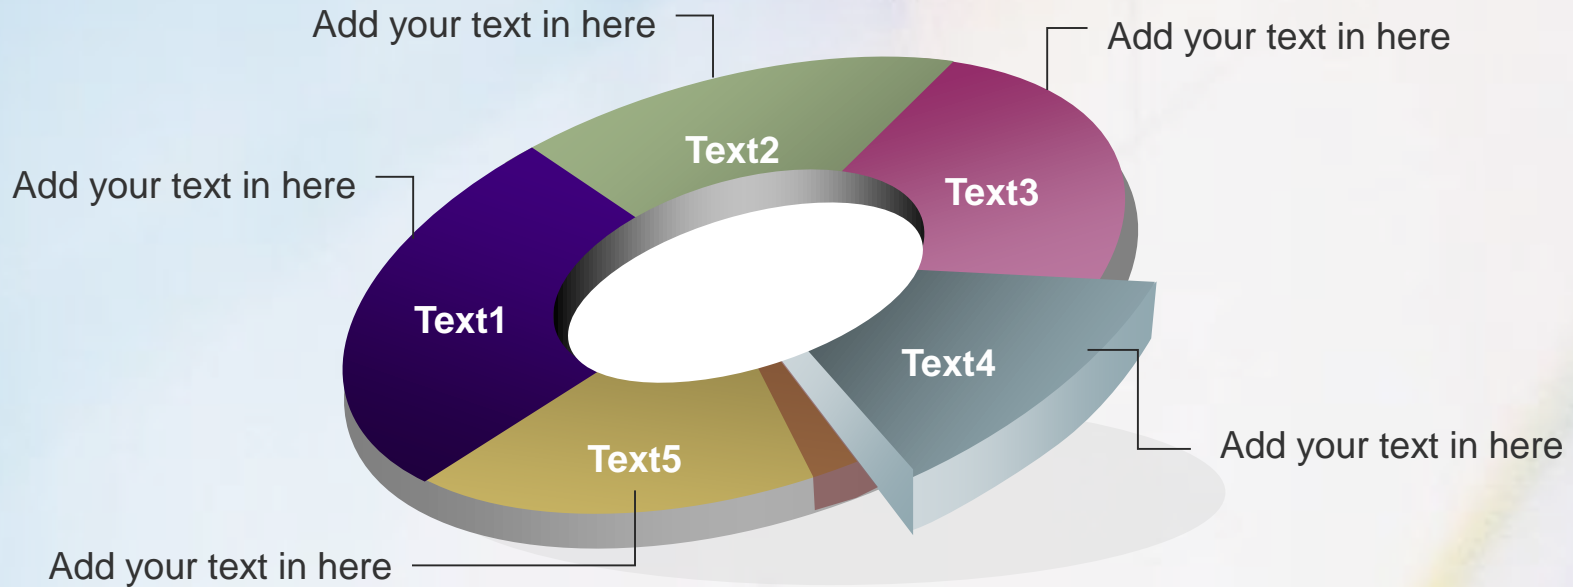 Add your text in here
Add your text in here
Text2
Add your text in here
Text3
Text1
Text4
Add your text in here
Text5
Add your text in here